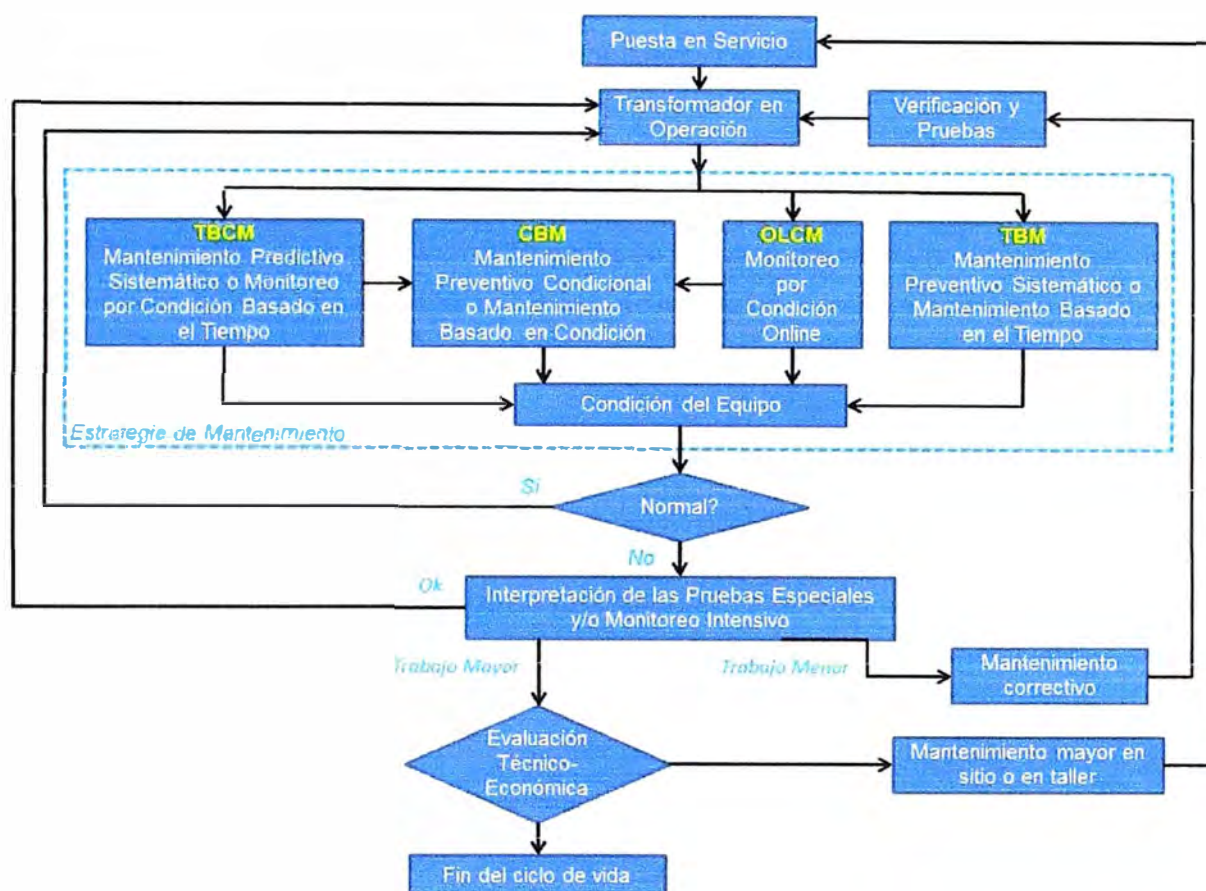 Puesta en Servicio
Transformador en
Operación
Verificación y
Pruebas
TBCM
Mantenimiento Predictivo
Sistemático o Monitoreo
por Condición Basado en
el Tiempo
CBM
Mantenimiento
Preventivo Condicional
o Mantenimiento
Basado en Condición
OLCM
Monitoreo
por
Condición
Online
TBM
Mantenimiento
Preventivo Sistemático o
Mantenimiento Basado
en el Tiempo
Condición del Equipo
Estrategie de Mantenimiento
Si
Normal?
No
Ok
Interpretación de las Pruebas Especiales
y/o Monitoreo Intensivo
Trabajo Mayor
Trabajo Menor
Mantenimiento
correctivo
Evaluación
Técnico-
Económica
Mantenimiento mayor en
sitio o en taller
Fin del ciclo de vida